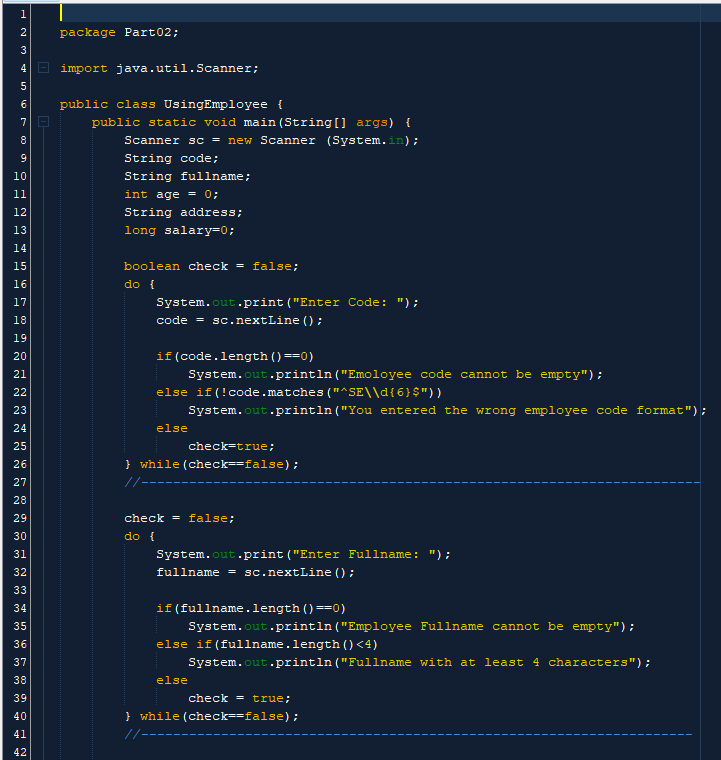 1
2 package Part02;
3
4 import java.util.Scanner;
5
6 public class UsingEmployee {
7 public static void main(String[] args) {
8 Scanner sc = new Scanner (System.in);
9 String code;
10 String fullname;
11 int age = 0;
12 String address;
13 long salary=0;
14
15 boolean check = false;
16 do {
17 System.out.print("Enter Code: ");
18 code = sc.nextLine();
19
20 if(code.length()==0)
21 System.out.println("Emoloyee code cannot be empty");
22 else if(!code.matches("^SE\\d{6}$"))
23 System.out.println("You entered the wrong employee code format");
24 else
25 check=true;
26 } while(check==false);
27 //----------------------------------------------------------------------
28
29 check = false;
30 do {
31 System.out.print("Enter Fullname: ");
32 fullname = sc.nextLine();
33
34 if(fullname.length()==0)
35 System.out.println("Employee Fullname cannot be empty");
36 else if(fullname.length()<4)
37 System.out.println("Fullname with at least 4 characters");
38 else
39 check = true;
40 } while(check==false);
41 //---------------------------------------------------------------------
42